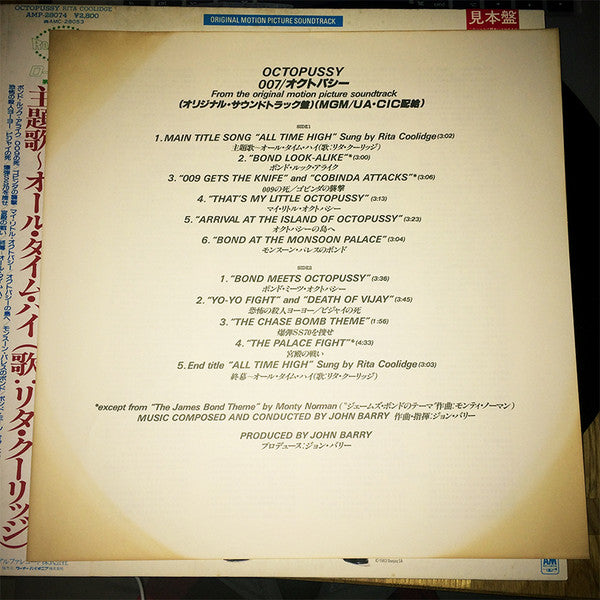 OCTOPUSSY RITA COOLIDGE
AMP-28074 ¥2,800
ORIGINAL MOTION PICTURE SOUNDTRACK
見本盤
主題歌〜オール・タイム・ハイ(歌:リタ・クーリッジ)
OCTOPUSSY
007/オクトパシー
From the original motion picture soundtrack
(オリジナル・サウンドトラック盤)(MGM/UA・CIC配給)
SIDE1
1. MAIN TITLE SONG "ALL TIME HIGH" Sung by Rita Coolidge (3:02)
主題歌−オール・タイム・ハイ(歌:リタ・クーリッジ)
2. "BOND LOOK-ALIKE"* (3:00)
ボンド・ルック・アライク
3. "009 GETS THE KNIFE" and "GOBINDA ATTACKS"* (3:06)
009の死/ゴビンダの襲撃
4. "THAT'S MY LITTLE OCTOPUSSY" (3:13)
マイ・リトル・オクトパシー
5. "ARRIVAL AT THE ISLAND OF OCTOPUSSY" (3:23)
オクトパシーの島へ
6. "BOND AT THE MONSOON PALACE" (3:04)
モンスーン・パレスのボンド
SIDE2
1. "BOND MEETS OCTOPUSSY" (3:36)
ボンド・ミーツ・オクトパシー
2. "YO-YO FIGHT" and "DEATH OF VIJAY" (3:45)
恐怖の殺人ヨーヨー/ビジャイの死
3. "THE CHASE BOMB THEME" (1:56)
爆弾SS70を捜せ
4. "THE PALACE FIGHT"* (4:33)
宮殿の戦い
5. End title "ALL TIME HIGH" Sung by Rita Coolidge (3:03)
終幕−オール・タイム・ハイ(歌:リタ・クーリッジ)
*except from "The James Bond Theme" by Monty Norman ("ジェームズ・ボンドのテーマ"作曲:モンティ・ノーマン)
MUSIC COMPOSED AND CONDUCTED BY JOHN BARRY 作曲・指揮:ジョン・バリー
PRODUCED BY JOHN BARRY
プロデュース:ジョン・バリー
A&M